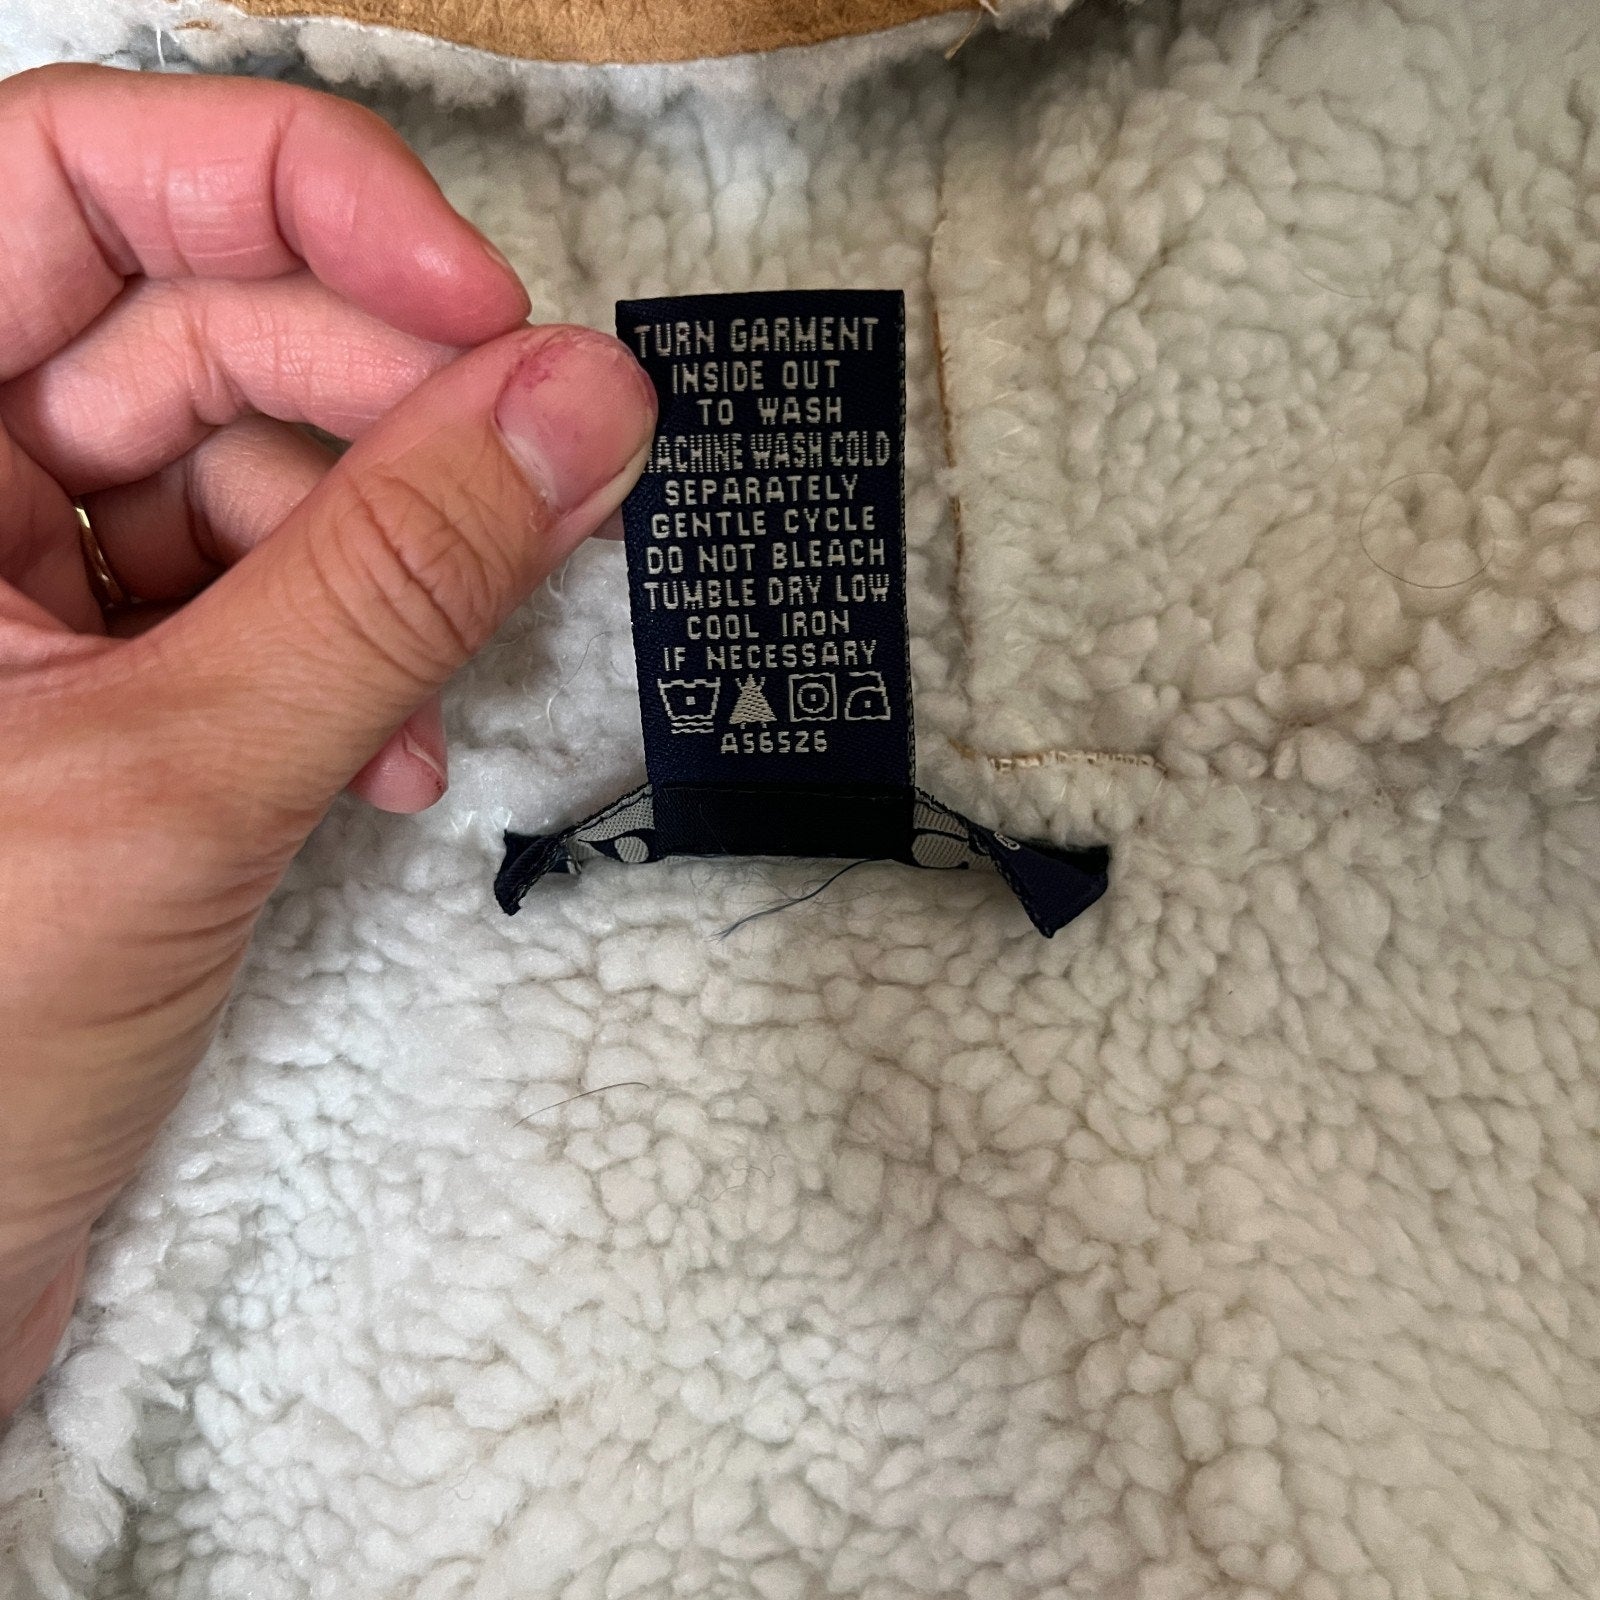 TURN GARMENT
INSIDE OUT
TO WASH
MACHINE WASH COLD
SEPARATELY
GENTLE CYCLE
DO NOT BLEACH
TUMBLE DRY LOW
COOL IRON
IF NECESSARY
AS6526